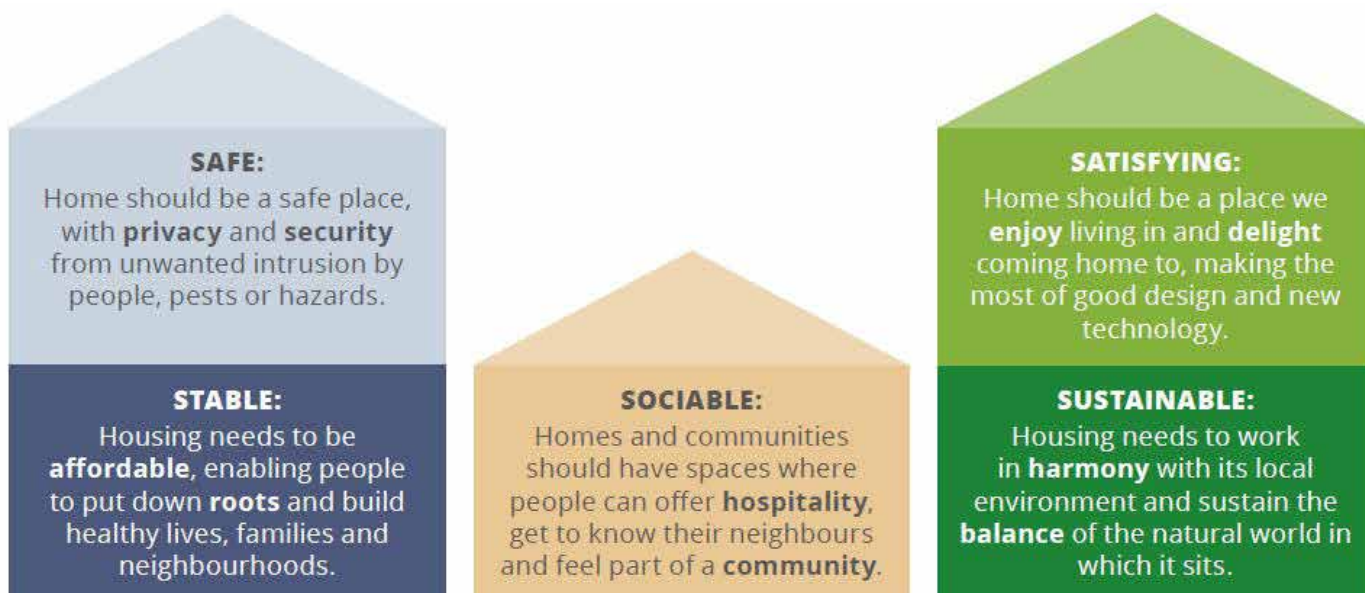 SAFE:
Home should be a safe place,
with privacy and security
from unwanted intrusion by
people, pests or hazards.
STABLE:
Housing needs to be
affordable, enabling people
to put down roots and build
healthy lives, families and
neighbourhoods.
SOCIABLE:
Homes and communities
should have spaces where
people can offer hospitality,
get to know their neighbours
and feel part of a community.
SATISFYING:
Home should be a place we
enjoy living in and delight
coming home to, making the
most of good design and new
technology.
SUSTAINABLE:
Housing needs to work
in harmony with its local
environment and sustain the
balance of the natural world in
which it sits.